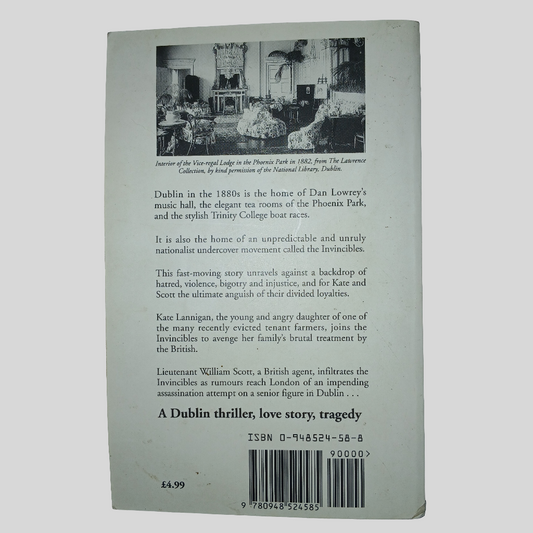 Interior of the Vice-regal Lodge in the Phoenix Park in 1882, from The Lawrence
Collection, by kind permission of the National Library, Dublin.
Dublin in the 1880s is the home of Dan Lowrey's
music hall, the elegant tea rooms of the Phoenix Park,
and the stylish Trinity College boat races.
It is also the home of an unpredictable and unruly
nationalist undercover movement called the Invincibles.
This fast-moving story unravels against a backdrop of
hatred, violence, bigotry and injustice, and for Kate and
Scott the ultimate anguish of their divided loyalties.
Kate Lannigan, the young and angry daughter of one of
the many recently evicted tenant farmers, joins the
Invincibles to avenge her family's brutal treatment by
the British.
Lieutenant William Scott, a British agent, infiltrates the
Invincibles as rumours reach London of an impending
assassination attempt on a senior figure in Dublin . . .
A Dublin thriller, love story, tragedy
ISBN 0-948524-58-8
90000>
£4.99
9 780948 524585